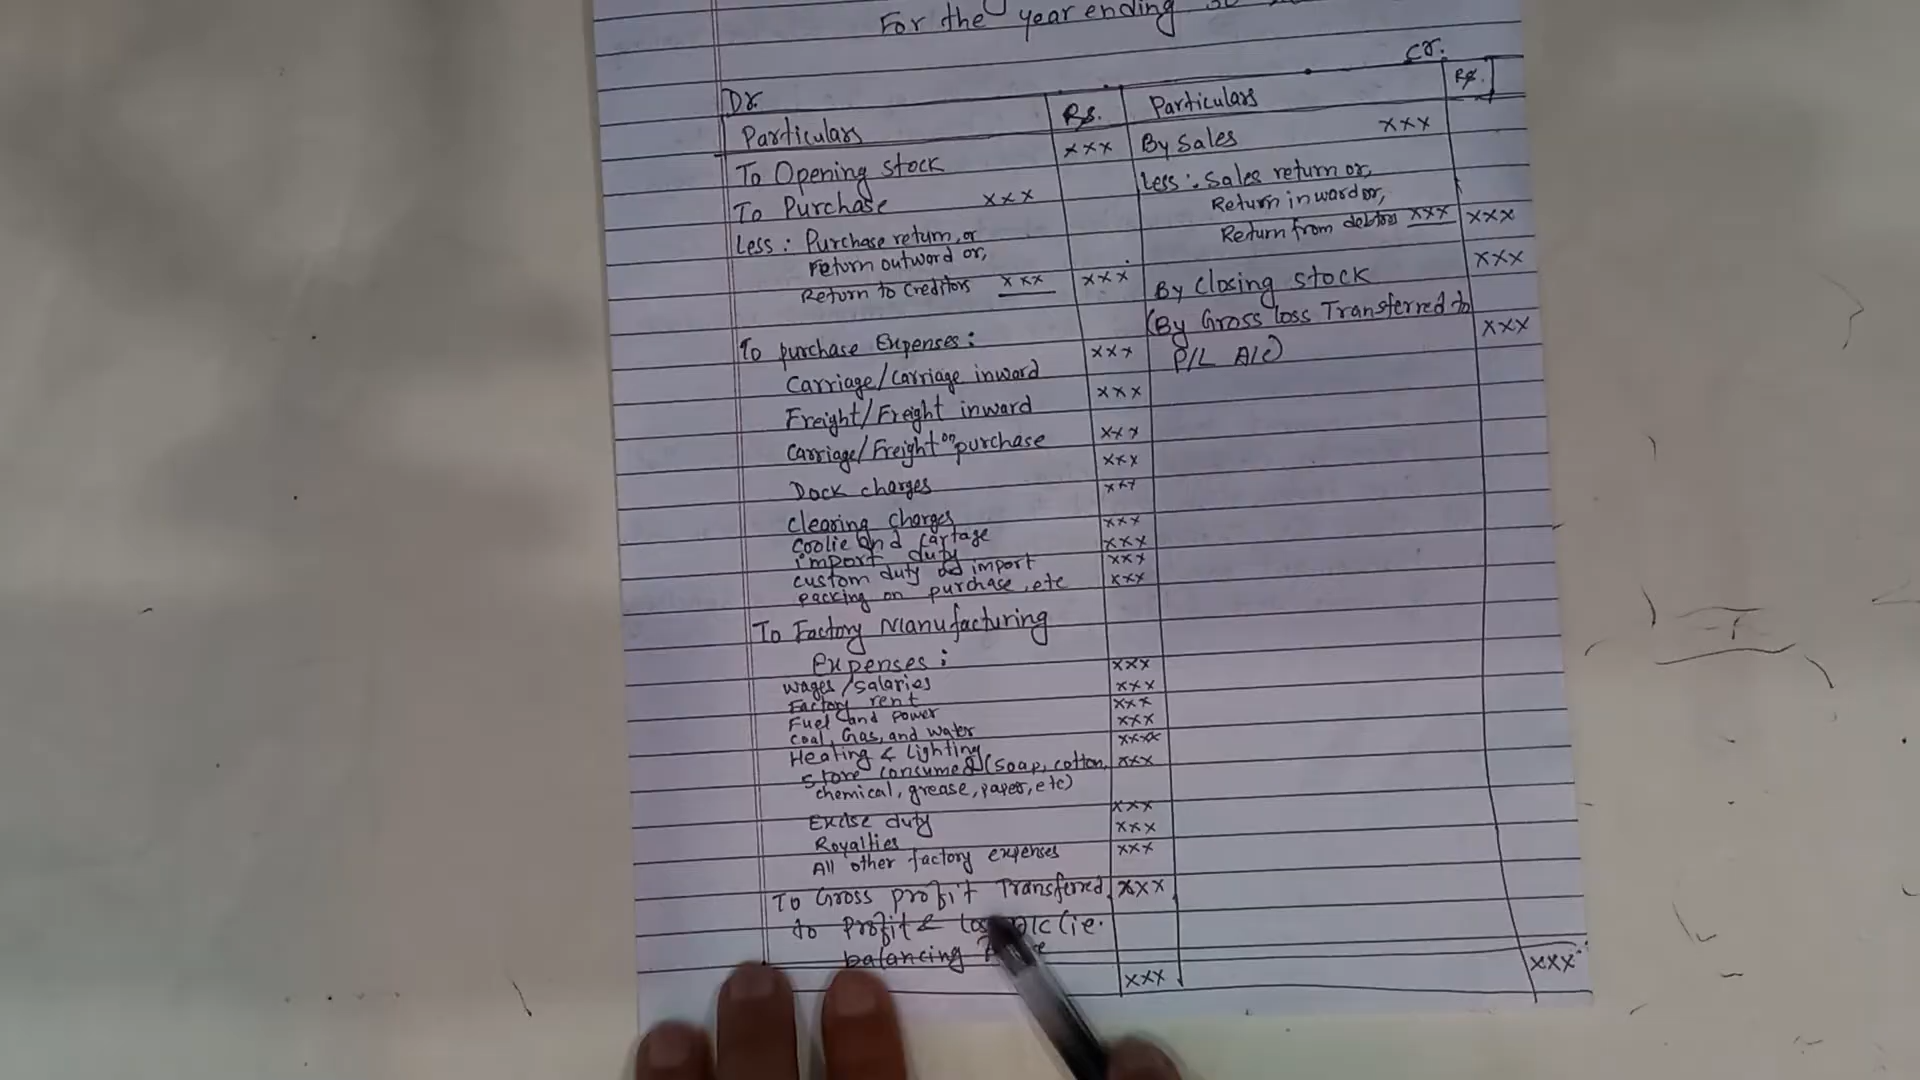 For the year ending
Dr.
Cr.
Particulars
Rs.
Particulars
Rs.
To Opening stock
xxx
By Sales
xxx
To Purchase
xxx
Less: Sales return or,
Return inward or,
Return from debtors xxx
xxx
Less: Purchase return, or
return outword or,
Return to Creditors xxx
xxx
By Closing stock
xxx
(By Gross loss Transferred to
P/L A/c)
xxx
To purchase Expenses:
Carriage/Carriage inward
xxx
Freight/Freight inward
xxx
Carriage/Freight on purchase
xxx
Dock charges
xxx
Clearing charges
xxx
Coolie and Cartage
xxx
import duty
xxx
custom duty import
xxx
packing on purchase, etc
xxx
To Factory Manufacturing
Expenses:
wages/salaries
xxx
Factory rent
xxx
Fuel and power
xxx
Coal, Gas, and water
xxx
Heating & Lighting
xxxx
Store consumed (soap, cotton,
xxx
chemical, grease, paper, etc)
Excise duty
xxx
Royalties
xxx
All other factory expenses
xxx
To Gross profit Transferred
xxx
to Profit & Loss A/c (i.e.
balancing
xxx
xxx